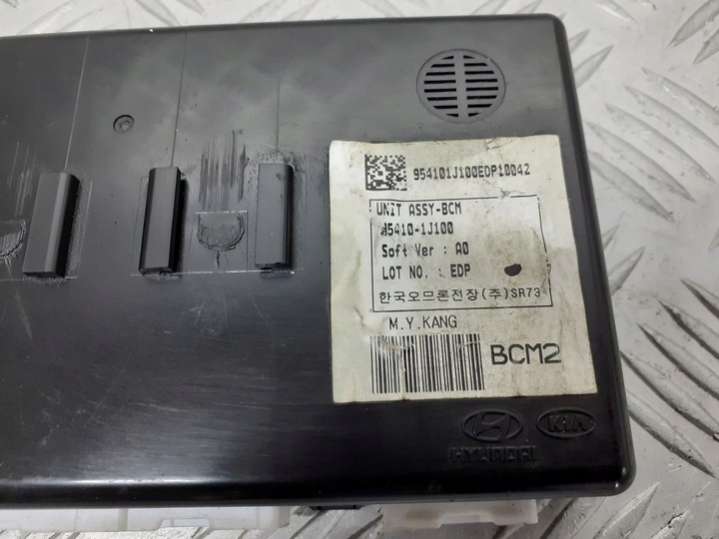 954101J100EDP10042
UNIT ASSY-BCM
95410-1J100
Soft Ver : A0
LOT NO. : EDP
한국오므론전장(주)SR73
M.Y.KANG
BCM2
HYUNDAI
KIA